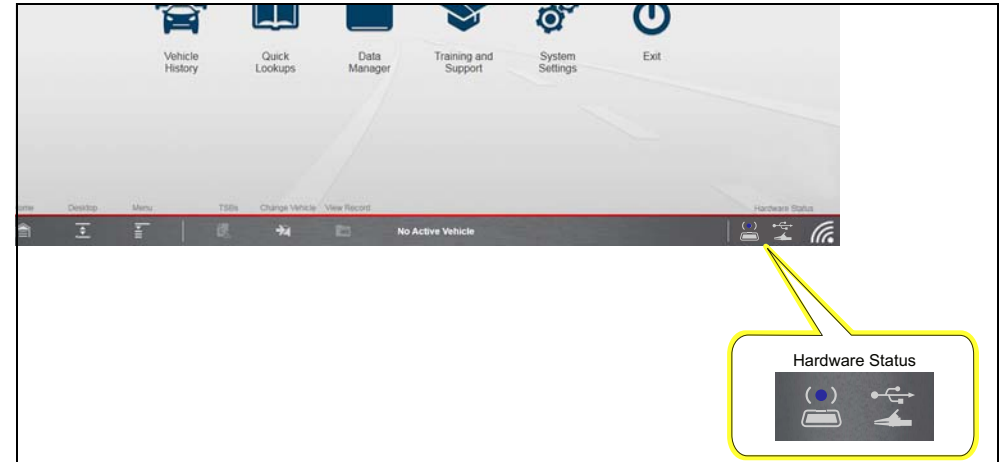 Vehicle
History
Quick
Lookups
Data
Manager
Training and
Support
System
Settings
Exit
ome
Desktop
Menu
TSBs
Change Vehicle
View Record
Hardware Status
No Active Vehicle
Hardware Status